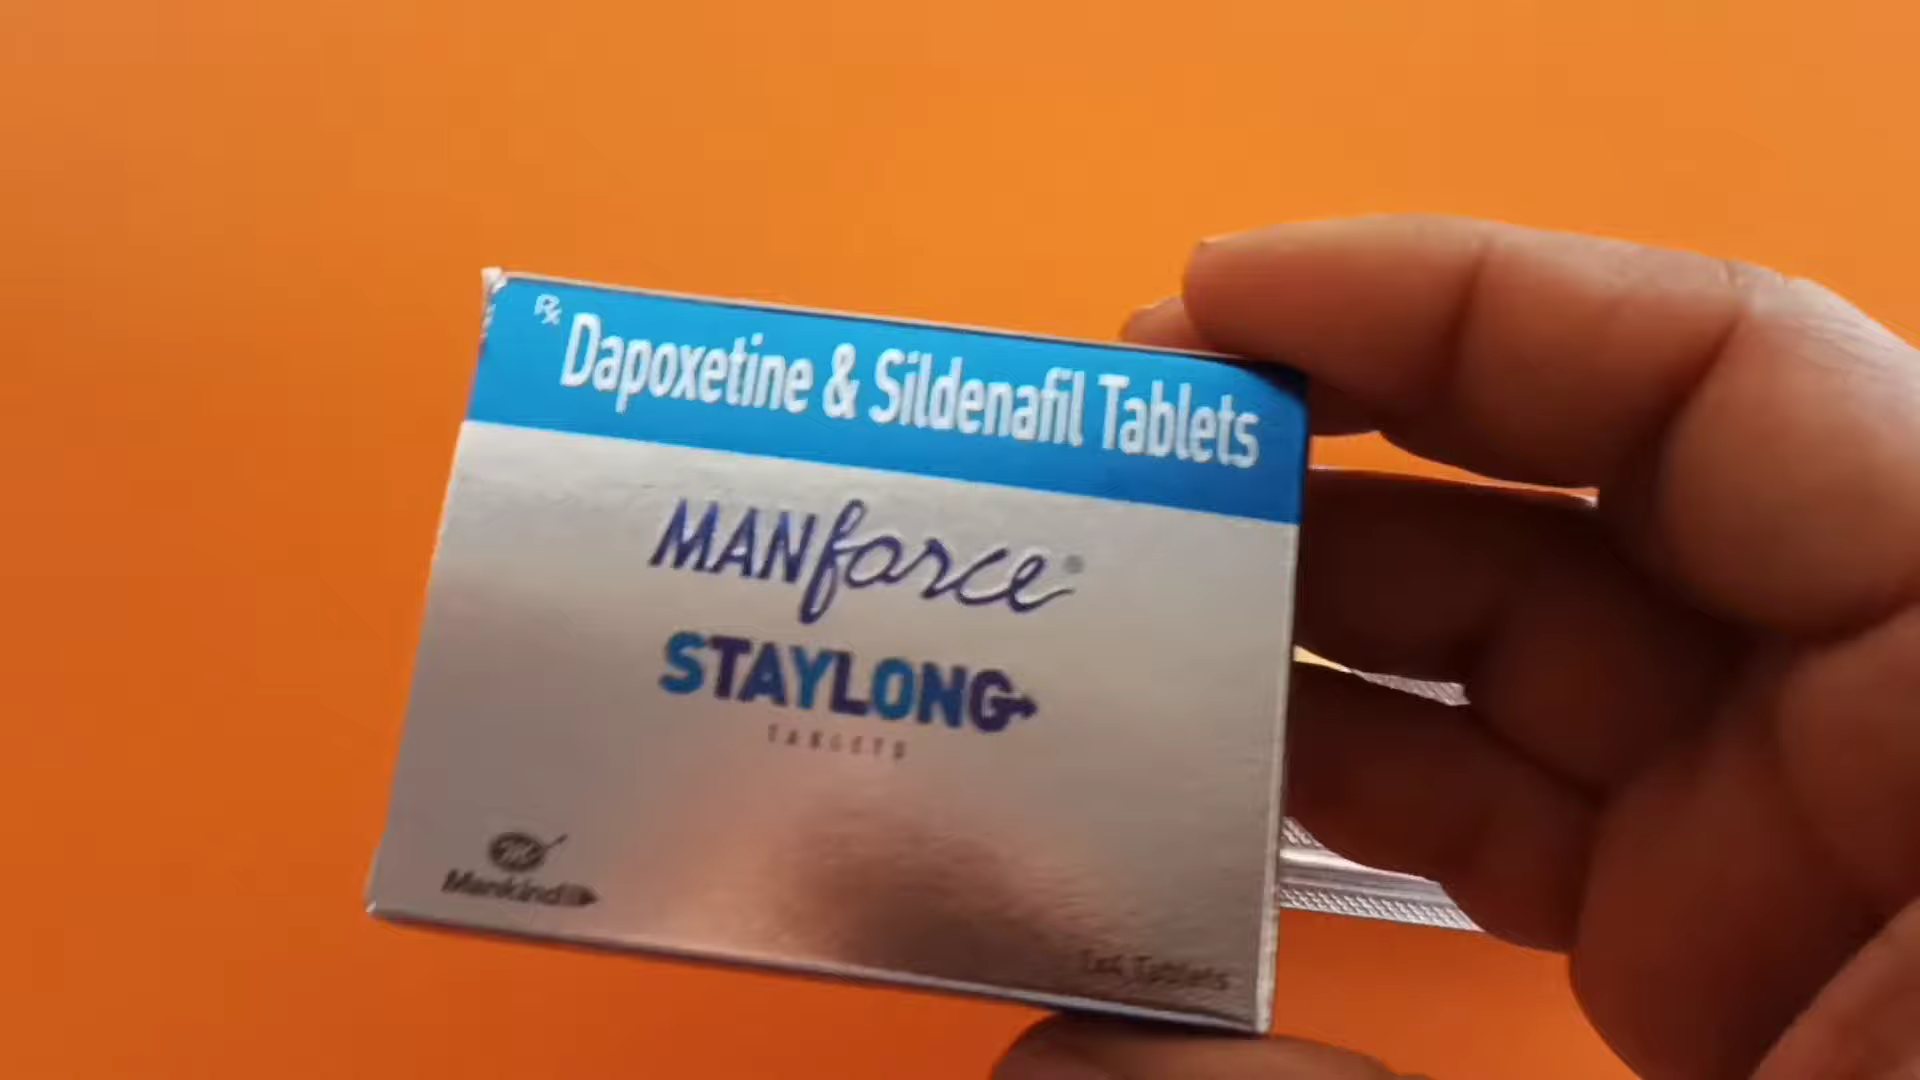 Rx Dapoxetine & Sildenafil Tablets
MANforce®
STAYLONG
TABLETS
Mankind
1x4 Tablets